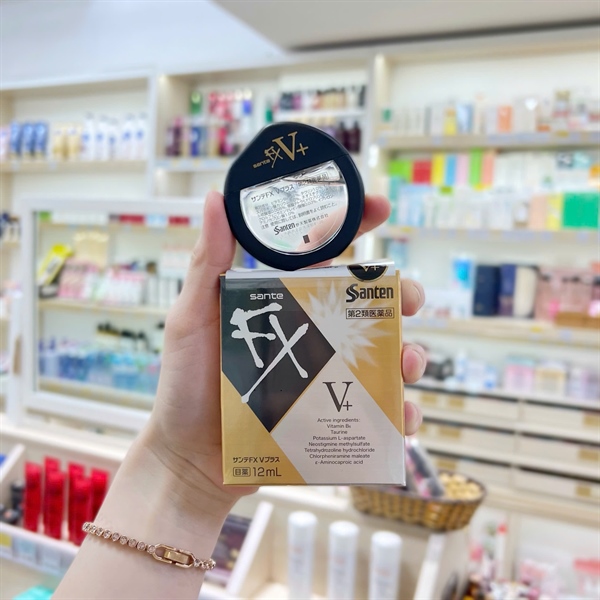 sante
FX
V+
サンテFX Vプラス
Santen
V+
sante
Santen
第2類医薬品
FX
V+
Active ingredients:
Vitamin B6
Taurine
Potassium L-aspartate
Neostigmine methylsulfate
Tetrahydrozoline hydrochloride
Chlorpheniramine maleate
ε-Aminocaproic acid
サンテFX Vプラス
目薬 12mL